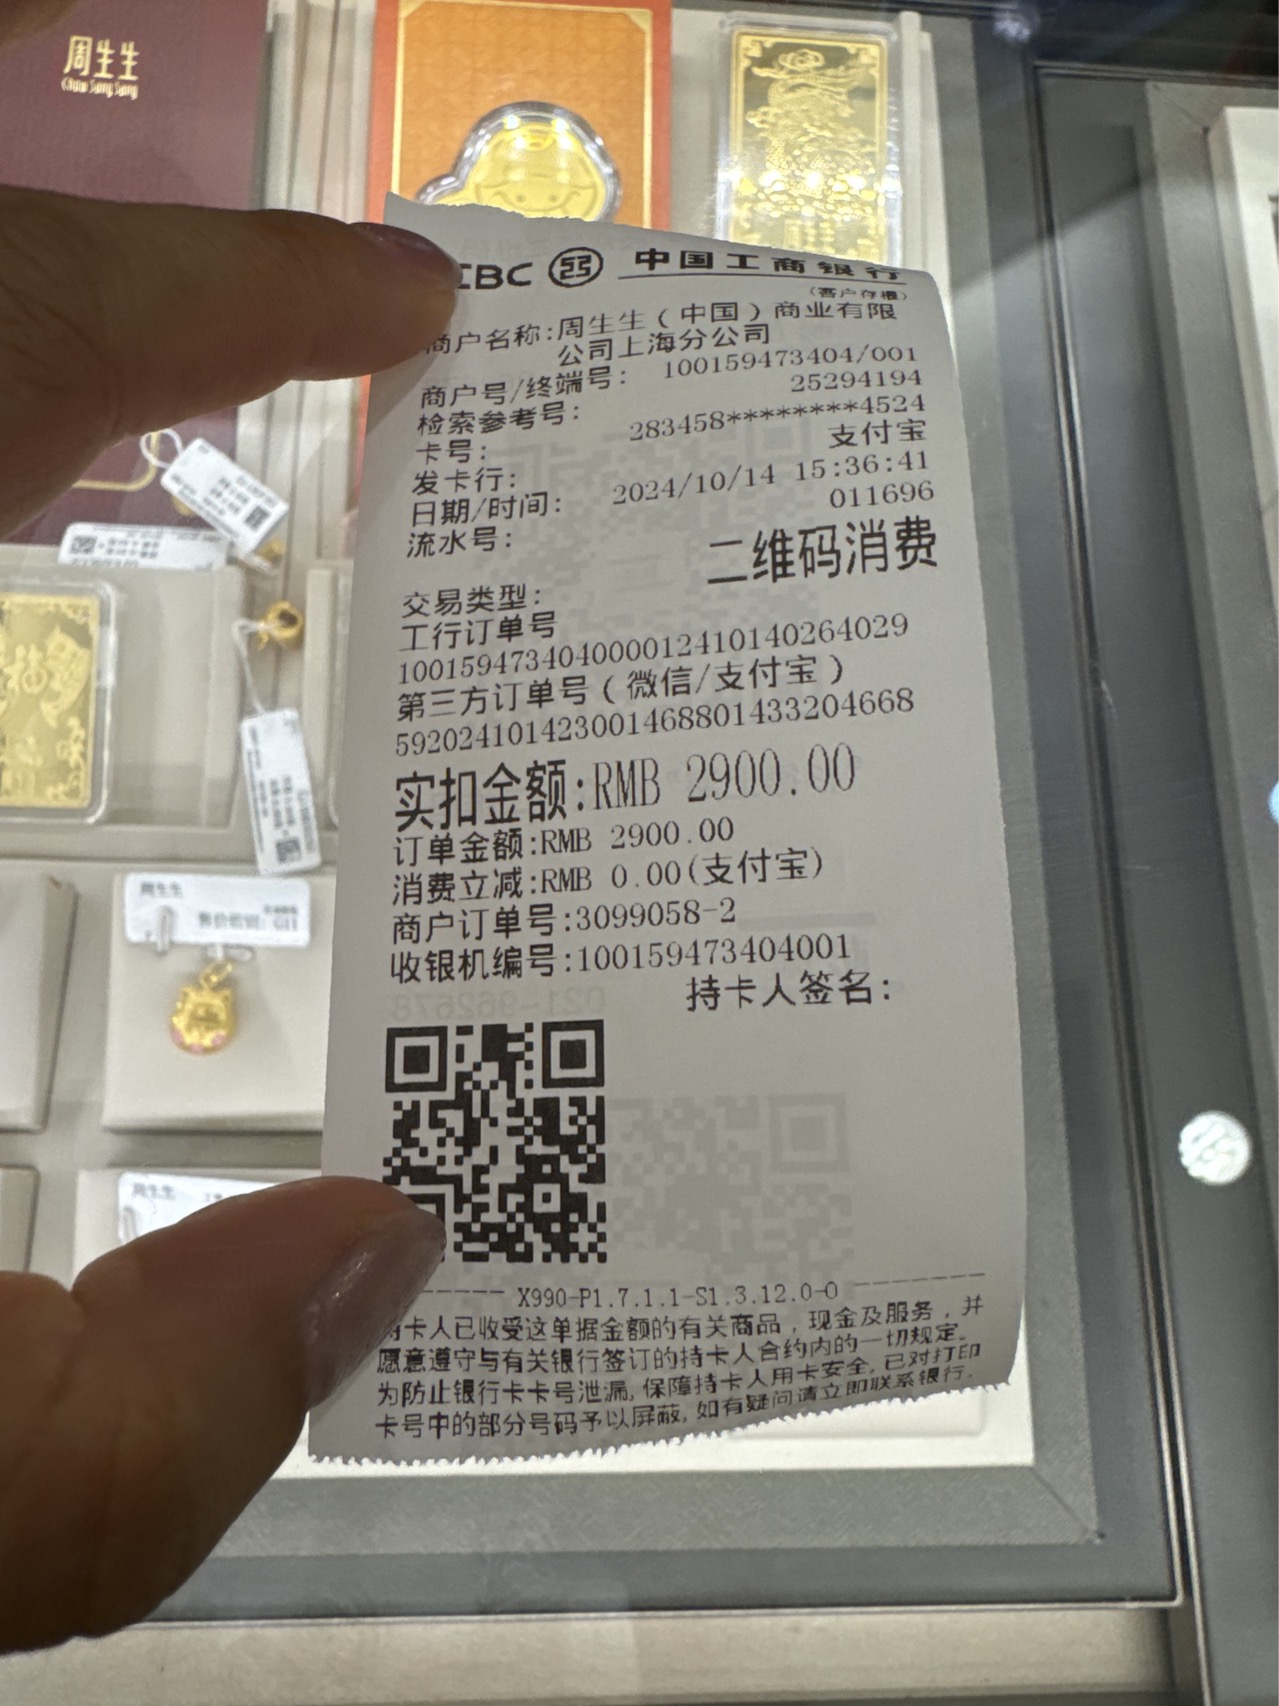 周生生
Chow Sang Sang
ICBC 中国工商银行
(客户存根)
商户名称:周生生(中国)商业有限
公司上海分公司
商户号/终端号: 100159473404/001
检索参考号: 25294194
卡号: 283458********4524
发卡行: 支付宝
日期/时间: 2024/10/14 15:36:41
流水号: 011696
交易类型: 二维码消费
工行订单号
100159473404000012410140264029
第三方订单号(微信/支付宝)
59202410142300146880143320​4668
实扣金额:RMB 2900.00
订单金额:RMB 2900.00
消费立减:RMB 0.00(支付宝)
商户订单号:3099058-2
收银机编号:100159473404001
持卡人签名:
X990-P1.7.1.1-S1.3.12.0-O
持卡人已收受这单据金额的有关商品,现金及服务,并
愿意遵守与有关银行签订的持卡人合约内的一切规定。
为防止银行卡卡号泄漏,保障持卡人用卡安全,已对打印
卡号中的部分号码予以屏蔽,如有疑问请立即联系银行.
福
周生生
周生生